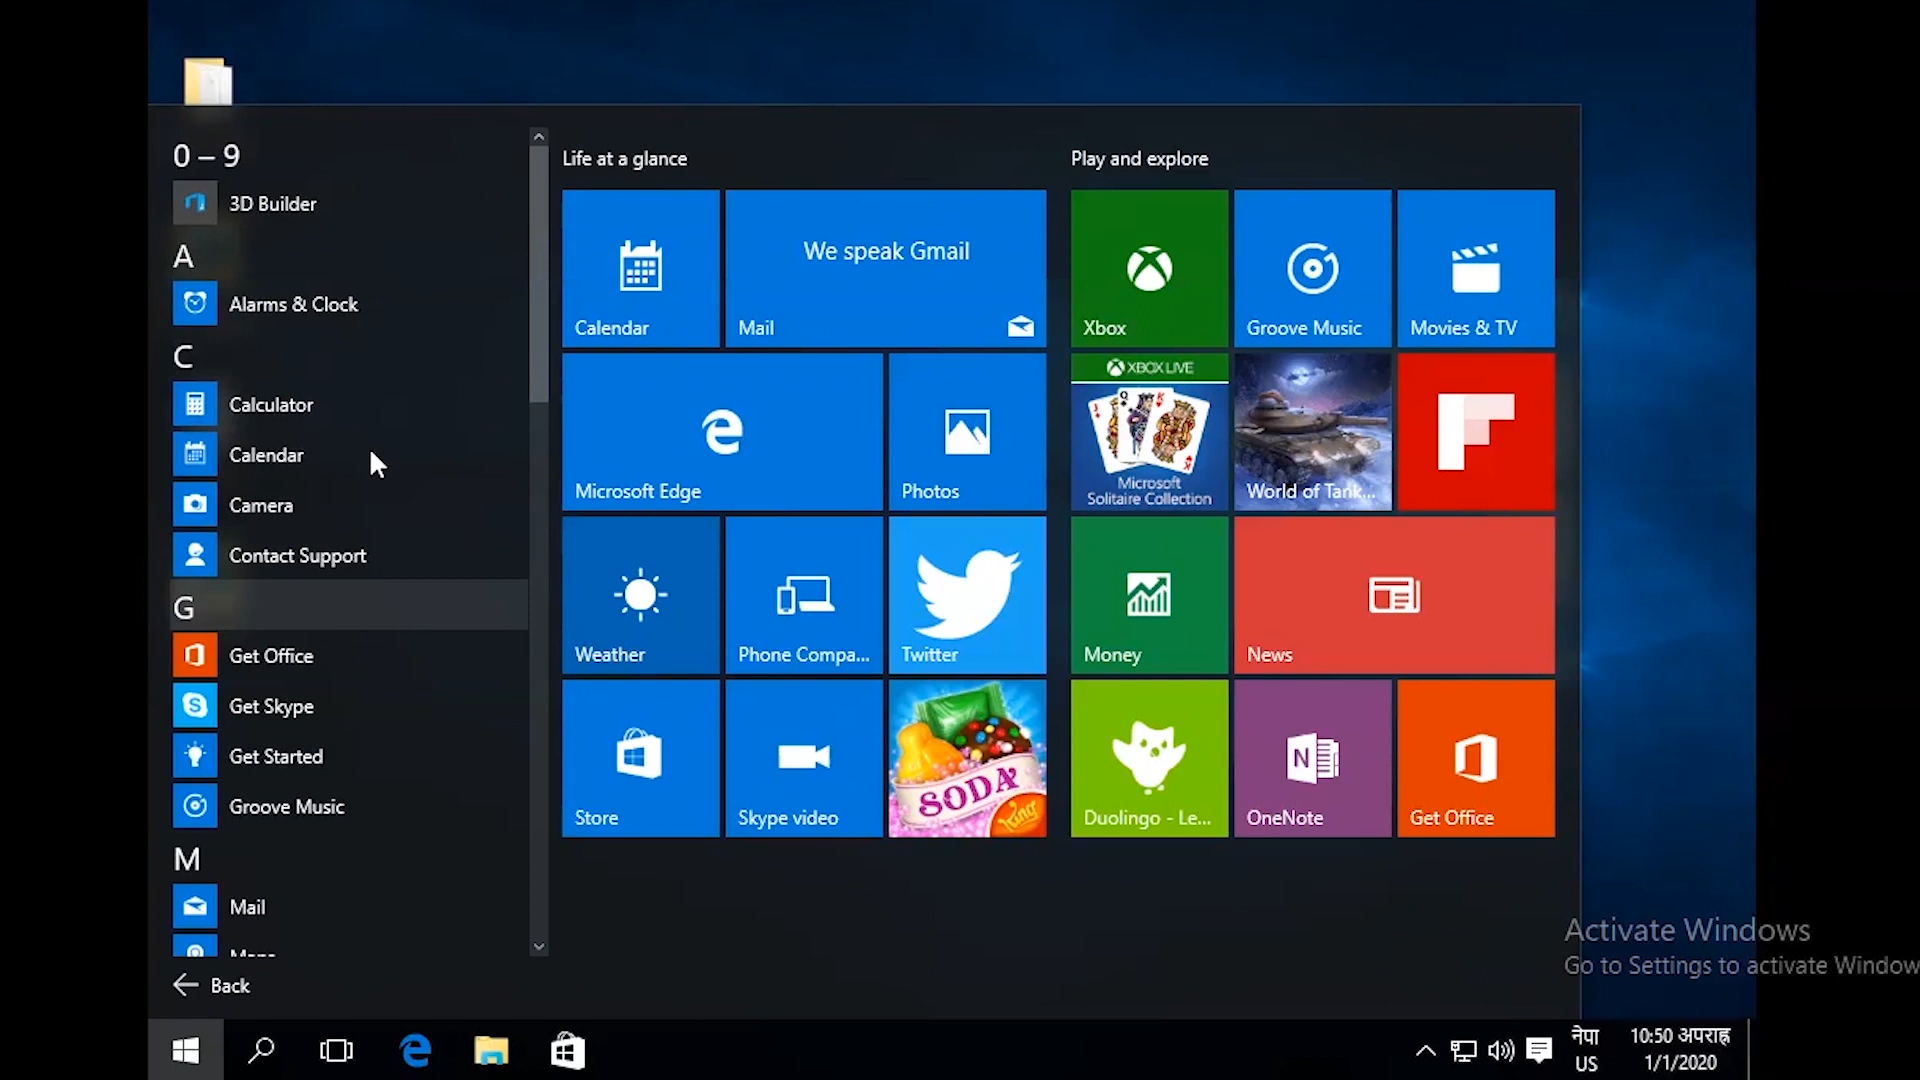 0 – 9
3D Builder
A
Alarms & Clock
C
Calculator
Calendar
Camera
Contact Support
G
Get Office
Get Skype
Get Started
Groove Music
M
Mail
Maps
Back
Life at a glance
Calendar
We speak Gmail
Mail
Microsoft Edge
Photos
Weather
Phone Compa...
Twitter
Store
Skype video
SODA
King
Play and explore
Xbox
Groove Music
Movies & TV
XBOX LIVE
J Q K
K
Microsoft
Solitaire Collection
World of Tank...
Money
News
Duolingo - Le...
N
OneNote
Get Office
Activate Windows
Go to Settings to activate Window
नेपा
US
10:50 अपराह्न
1/1/2020